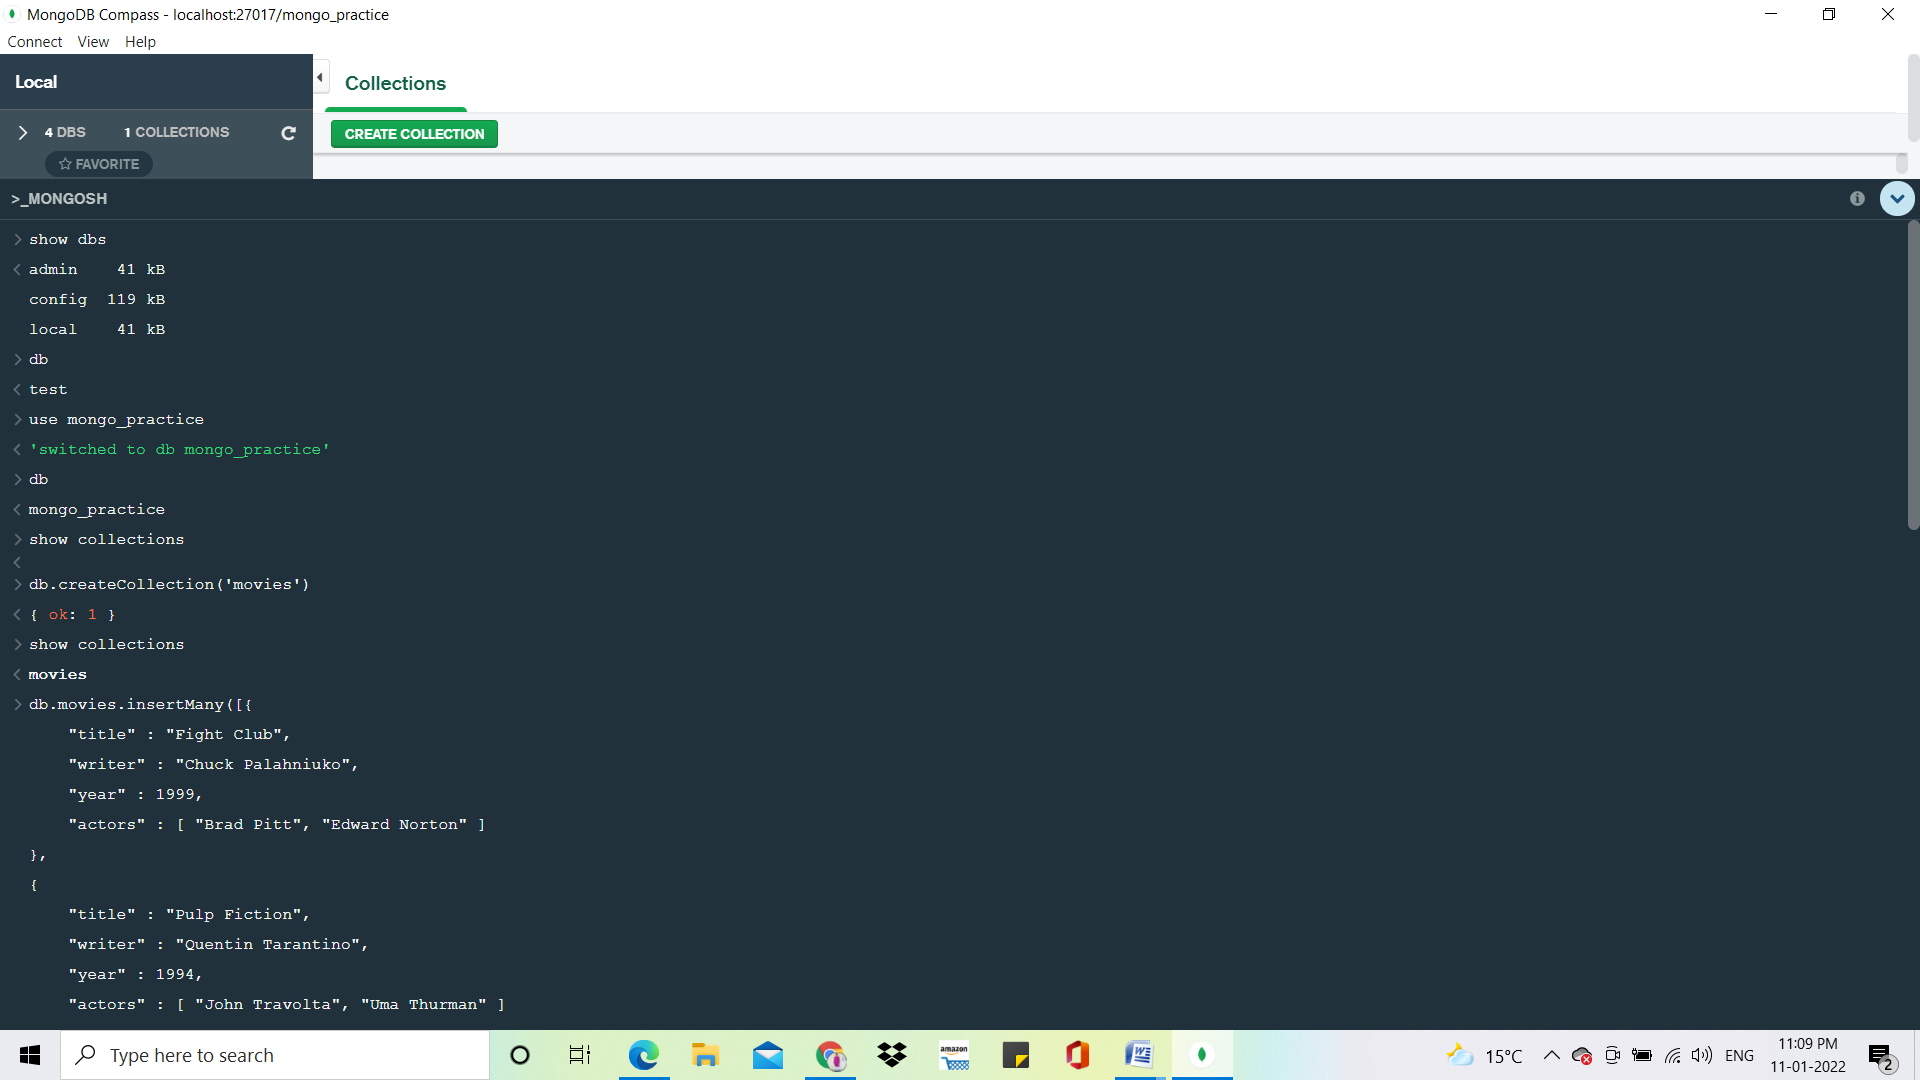 MongoDB Compass - localhost:27017/mongo_practice
Connect View Help
Local
Collections
4 DBS 1 COLLECTIONS
CREATE COLLECTION
FAVORITE
>_MONGOSH
> show dbs
< admin 41 kB
config 119 kB
local 41 kB
> db
< test
> use mongo_practice
< 'switched to db mongo_practice'
> db
< mongo_practice
> show collections
<
> db.createCollection('movies')
< { ok: 1 }
> show collections
< movies
> db.movies.insertMany([{
"title" : "Fight Club",
"writer" : "Chuck Palahniuko",
"year" : 1999,
"actors" : [ "Brad Pitt", "Edward Norton" ]
},
{
"title" : "Pulp Fiction",
"writer" : "Quentin Tarantino",
"year" : 1994,
"actors" : [ "John Travolta", "Uma Thurman" ]
Type here to search
amazon
15°C
ENG
11:09 PM
11-01-2022
2